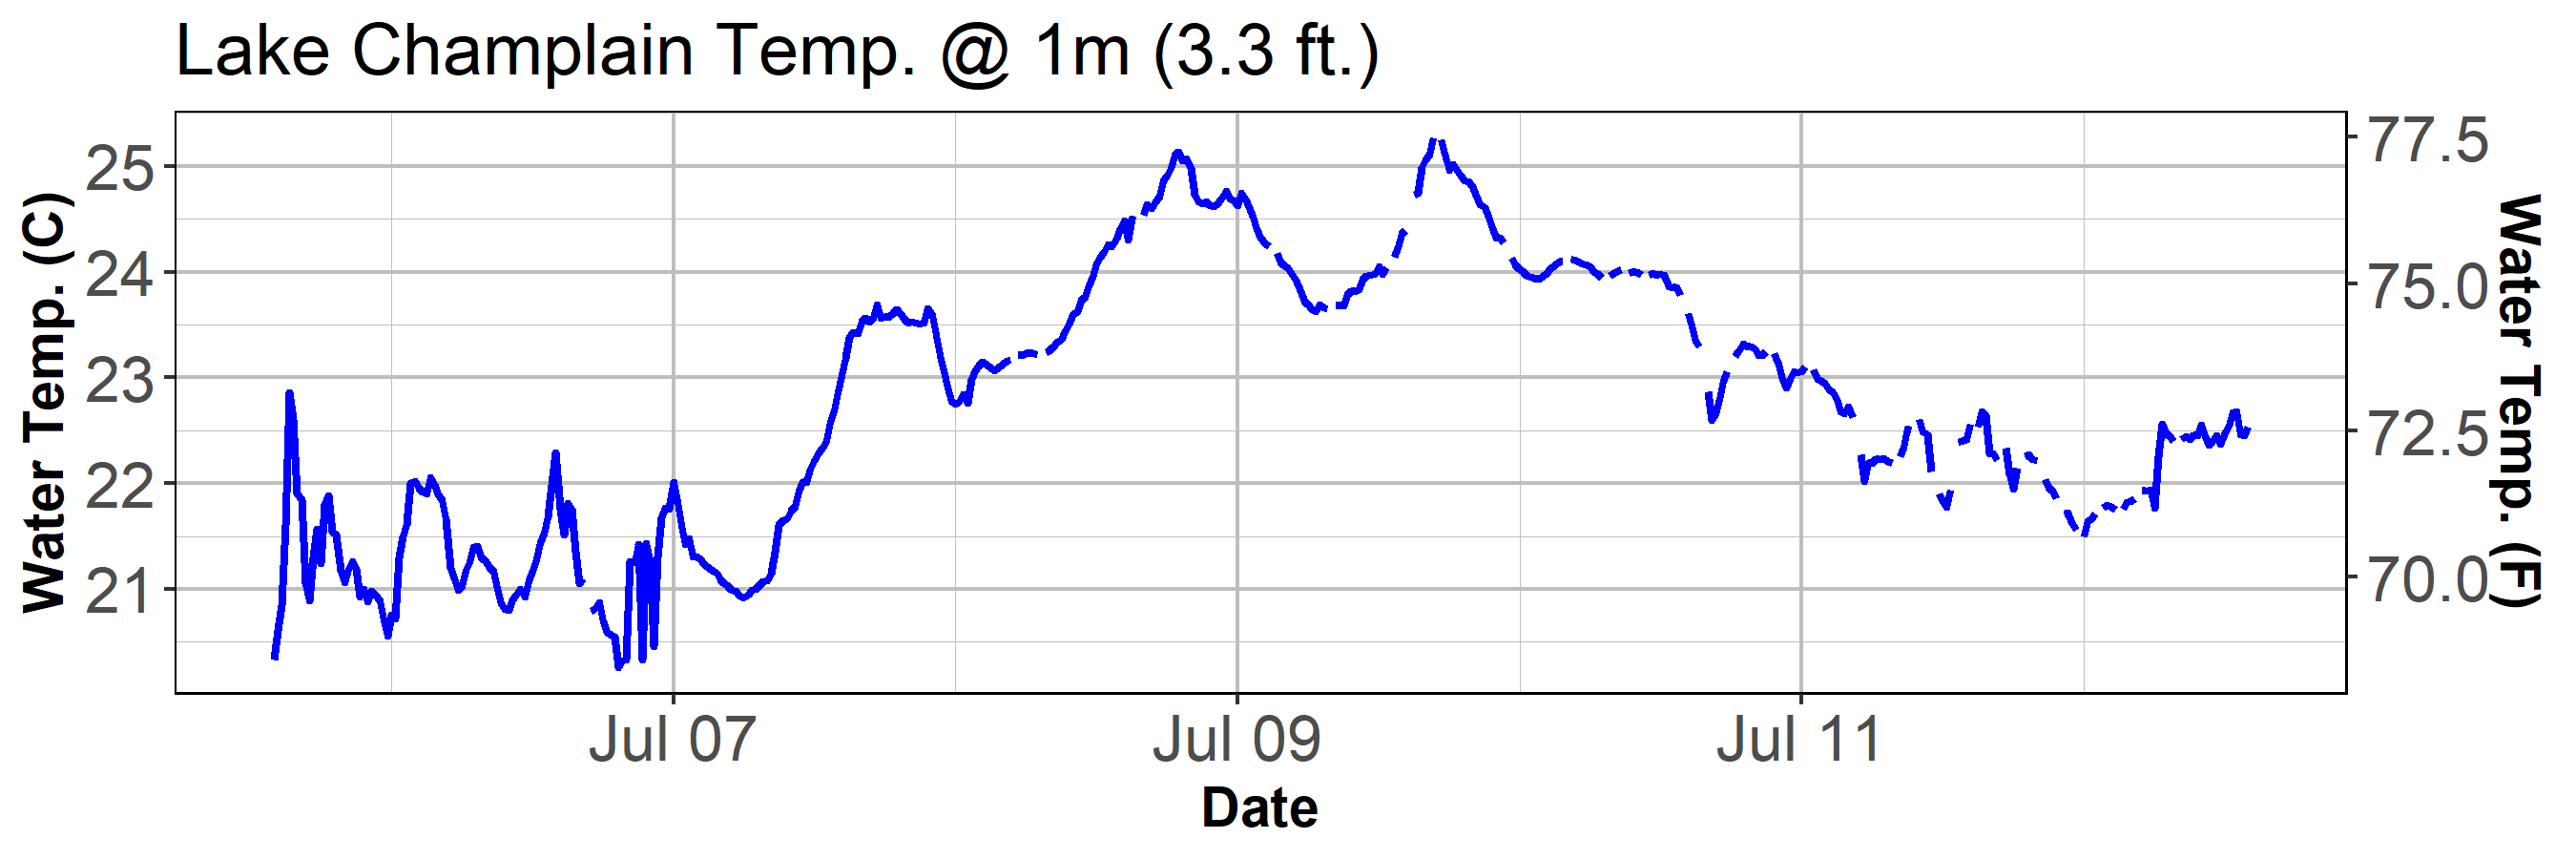 Lake Champlain Temp. @ 1m (3.3 ft.)
Water Temp. (C)
25
24
23
22
21
77.5
75.0
72.5
70.0
Water Temp. (F)
Jul 07
Jul 09
Jul 11
Date